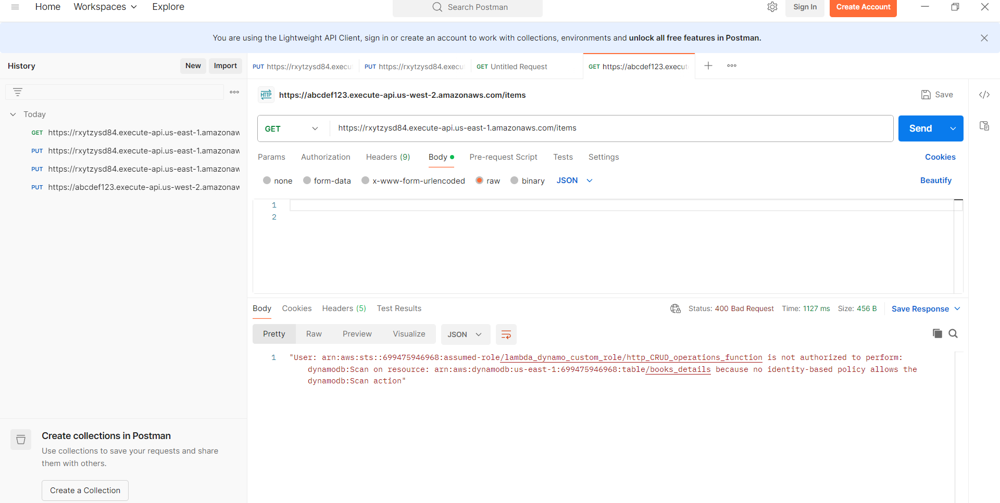 Home Workspaces Explore Search Postman Sign In Create Account
You are using the Lightweight API Client, sign in or create an account to work with collections, environments and unlock all free features in Postman.
History New Import
PUT https://rxytzysd84.execu PUT https://rxytzysd84.execu GET Untitled Request GET https://abcdef123.execut
HTTP https://abcdef123.execute-api.us-west-2.amazonaws.com/items Save
Today
GET https://rxytzysd84.execute-api.us-east-1.amazonaw
PUT https://rxytzysd84.execute-api.us-east-1.amazonaw
PUT https://rxytzysd84.execute-api.us-east-1.amazonaw
PUT https://abcdef123.execute-api.us-west-2.amazonaw
GET https://rxytzysd84.execute-api.us-east-1.amazonaws.com/items Send
Params Authorization Headers (9) Body Pre-request Script Tests Settings Cookies
none form-data x-www-form-urlencoded raw binary JSON Beautify
1
2
Body Cookies Headers (5) Test Results Status: 400 Bad Request Time: 1127 ms Size: 456 B Save Response
Pretty Raw Preview Visualize JSON
1 "User: arn:aws:sts::699475946968:assumed-role/lambda_dynamo_custom_role/http_CRUD_operations_function is not authorized to perform:
dynamodb:Scan on resource: arn:aws:dynamodb:us-east-1:699475946968:table/books_details because no identity-based policy allows the
dynamodb:Scan action"
Create collections in Postman
Use collections to save your requests and share
them with others.
Create a Collection